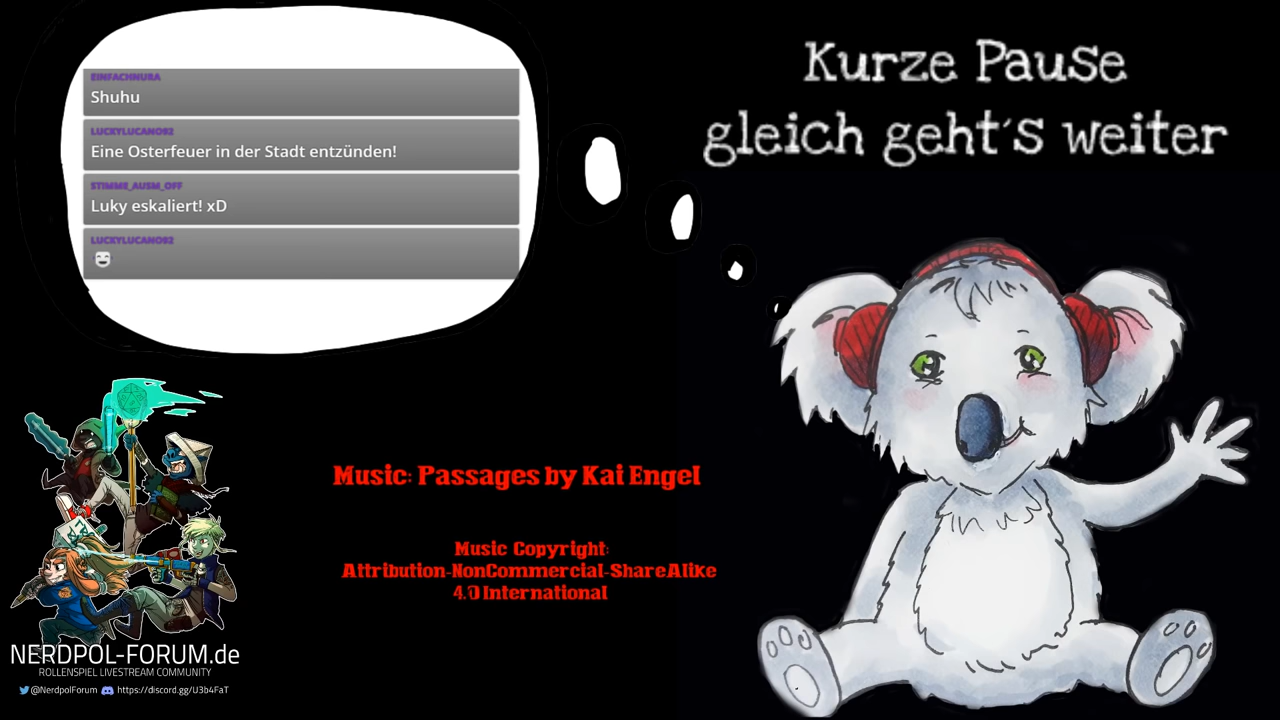 EINFACHNURA
Shuhu
LUCKYLUCANO92
Eine Osterfeuer in der Stadt entzünden!
STIMME_AUSM_OFF
Luky eskaliert! xD
LUCKYLUCANO92
Kurze Pause
gleich geht´s weiter
Music: Passages by Kai Engel
Music Copyright:
Attribution-NonCommercial-ShareAlike
4.0 International
NERDPOL-FORUM.de
ROLLENSPIEL LIVESTREAM COMMUNITY
@NerdpolForum https://discord.gg/U3b4FaT